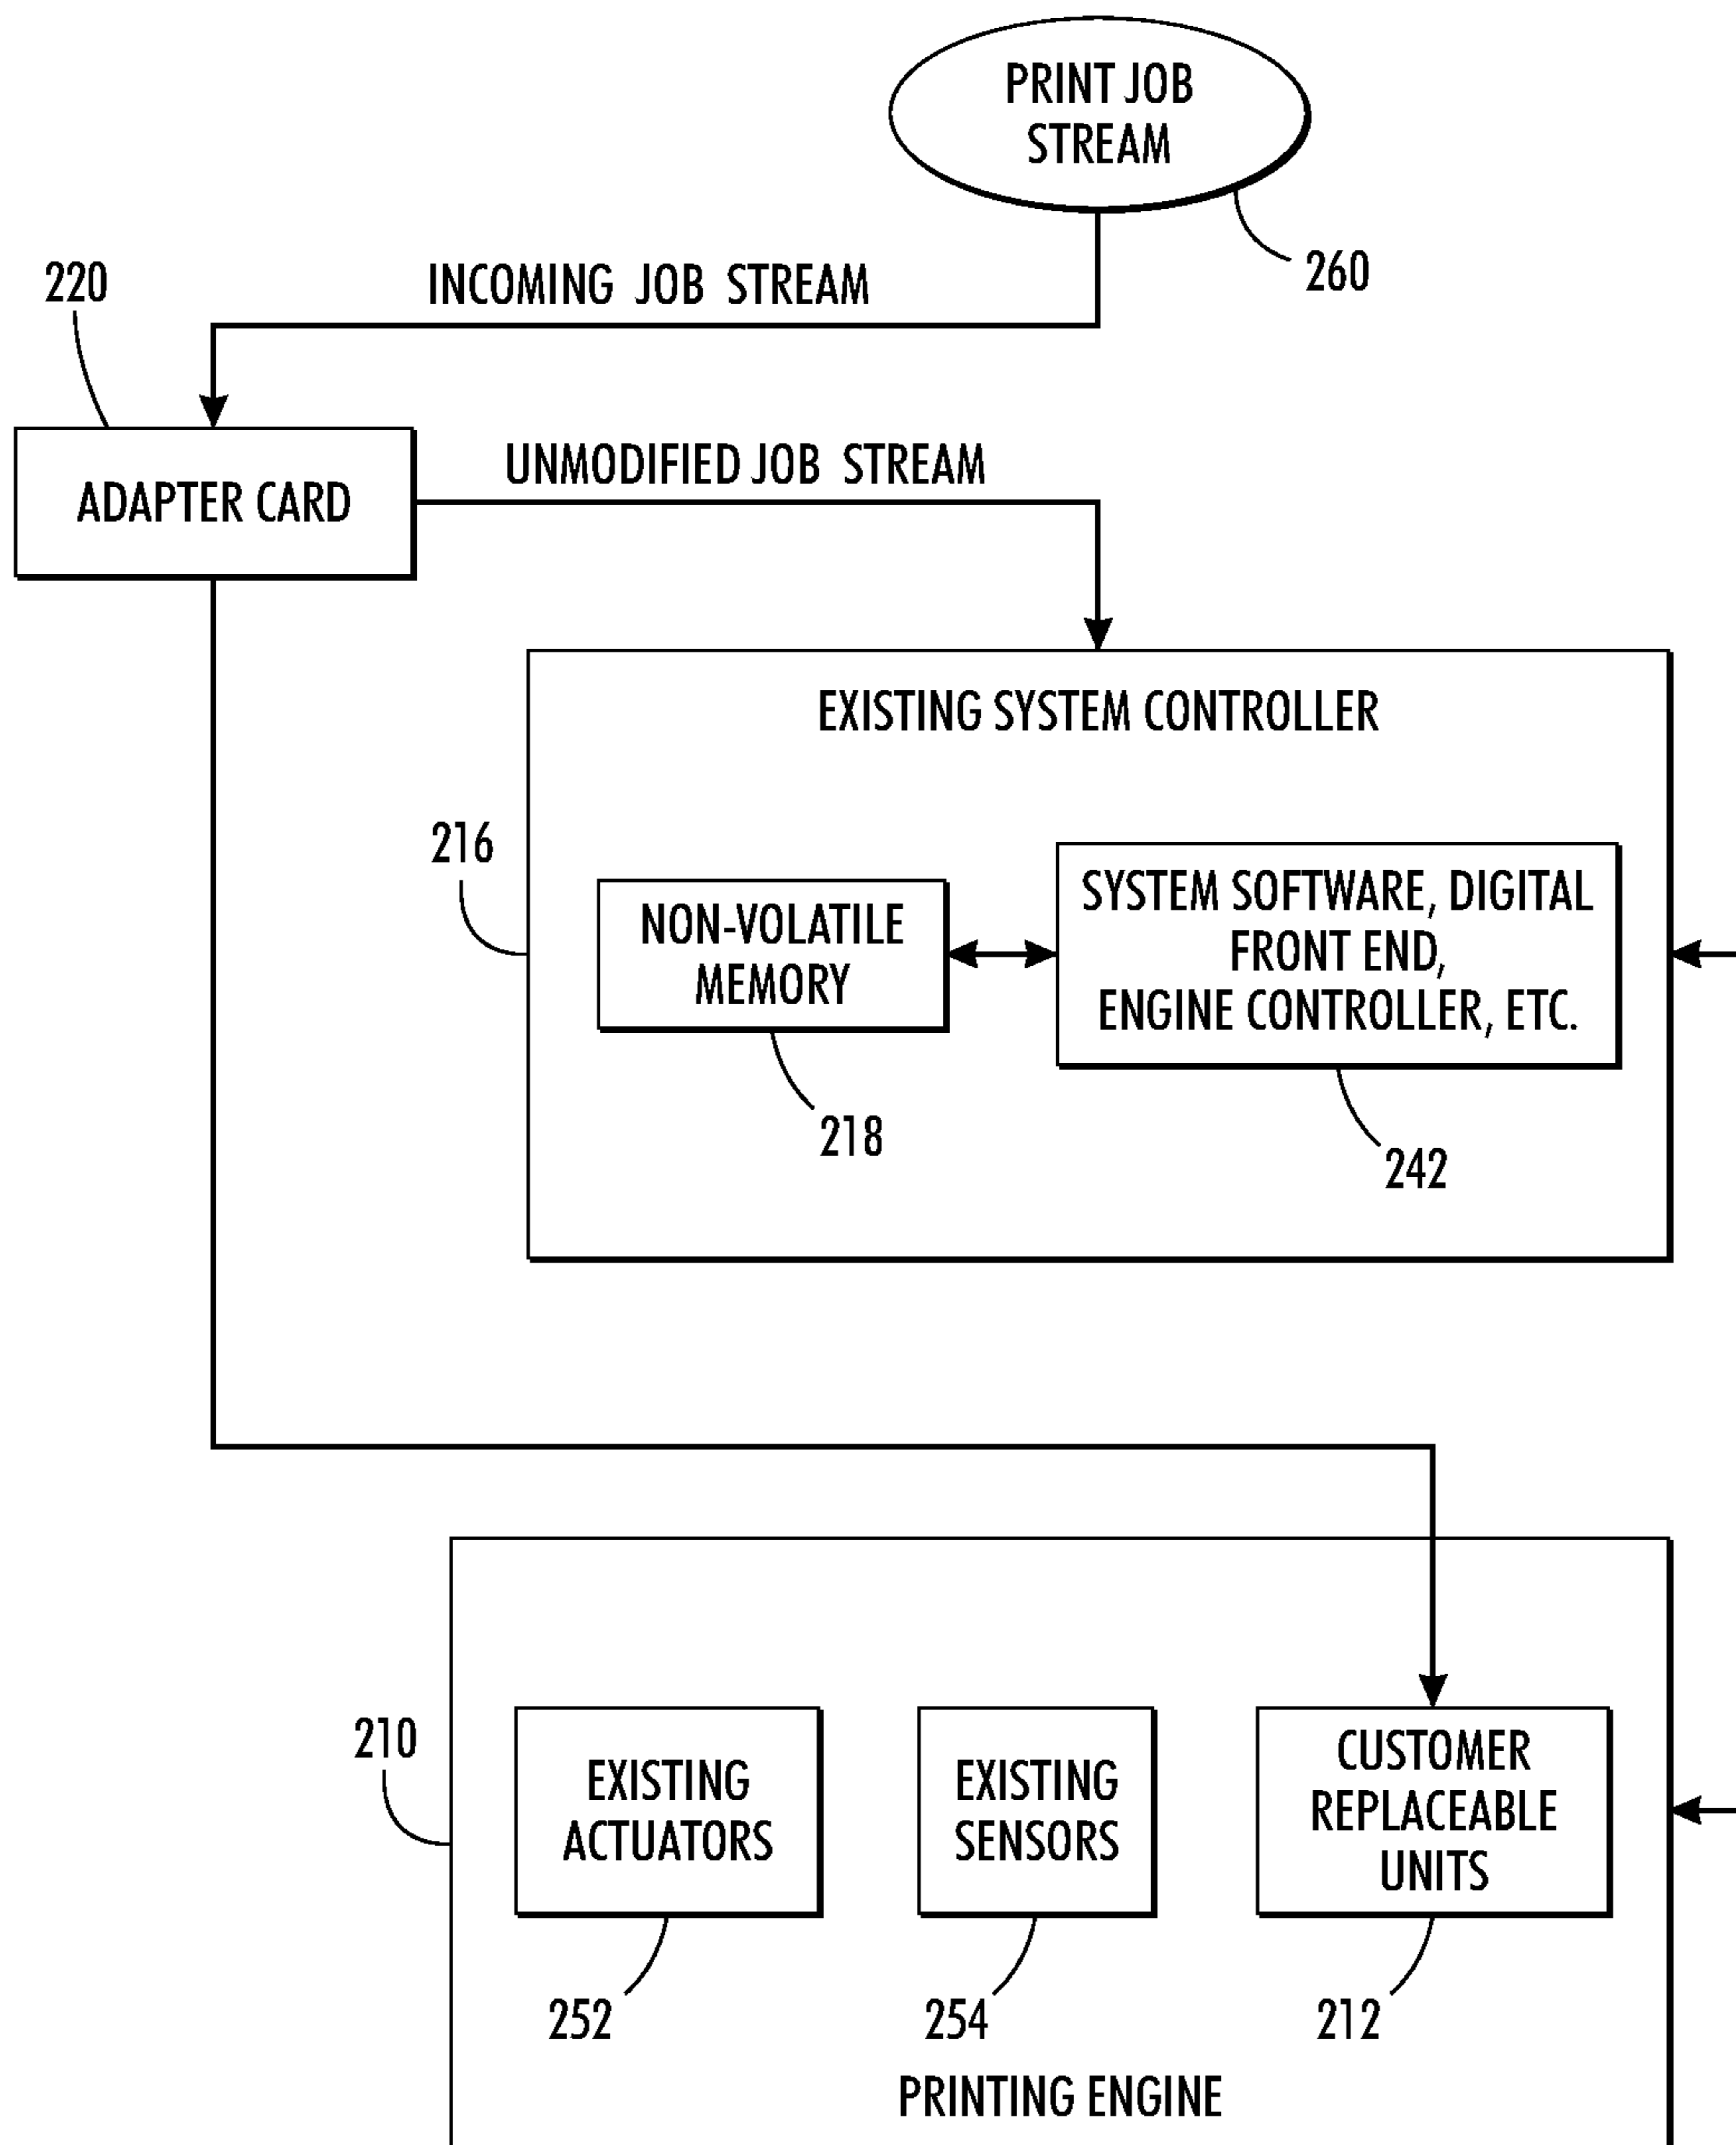 PRINT JOB
STREAM
260
INCOMING JOB STREAM
220
ADAPTER CARD
UNMODIFIED JOB STREAM
EXISTING SYSTEM CONTROLLER
216
NON-VOLATILE
MEMORY
218
SYSTEM SOFTWARE, DIGITAL
FRONT END,
ENGINE CONTROLLER, ETC.
242
210
EXISTING
ACTUATORS
252
EXISTING
SENSORS
254
CUSTOMER
REPLACEABLE
UNITS
212
PRINTING ENGINE